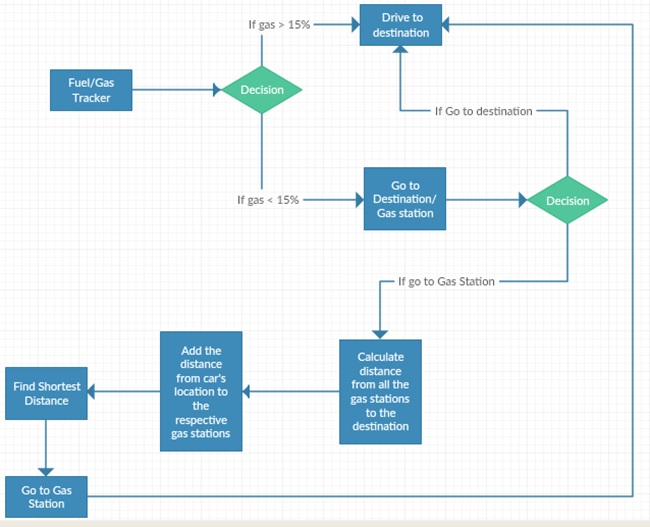 If gas > 15%
Drive to
destination
Fuel/Gas
Tracker
Decision
If Go to destination
If gas < 15%
Go to
Destination/
Gas station
Decision
If go to Gas Station
Calculate
distance
from all the
gas stations
to the
destination
Add the
distance
from car's
location to
the
respective
gas stations
Find Shortest
Distance
Go to Gas
Station